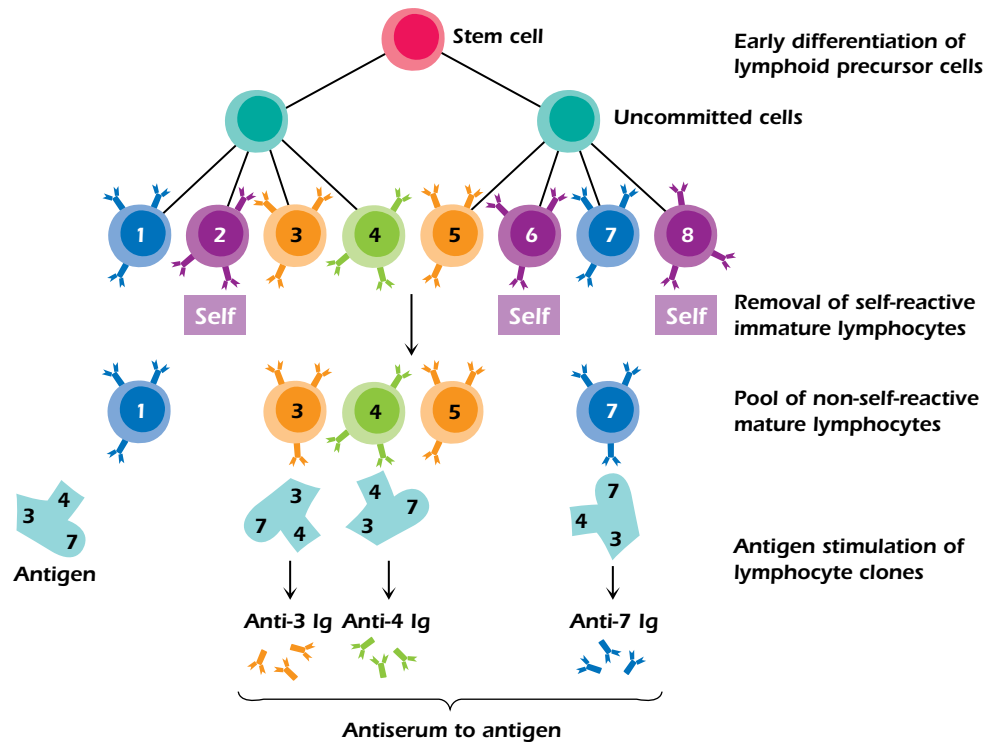 Stem cell
Early differentiation of
lymphoid precursor cells
Uncommitted cells
1 2 3 4 5 6 7 8
Self Self Self
Removal of self-reactive
immature lymphocytes
1 3 4 5 7
Pool of non-self-reactive
mature lymphocytes
3 4 7
Antigen
3 7 4
4 7 3
7 4 3
Antigen stimulation of
lymphocyte clones
Anti-3 Ig Anti-4 Ig Anti-7 Ig
Antiserum to antigen